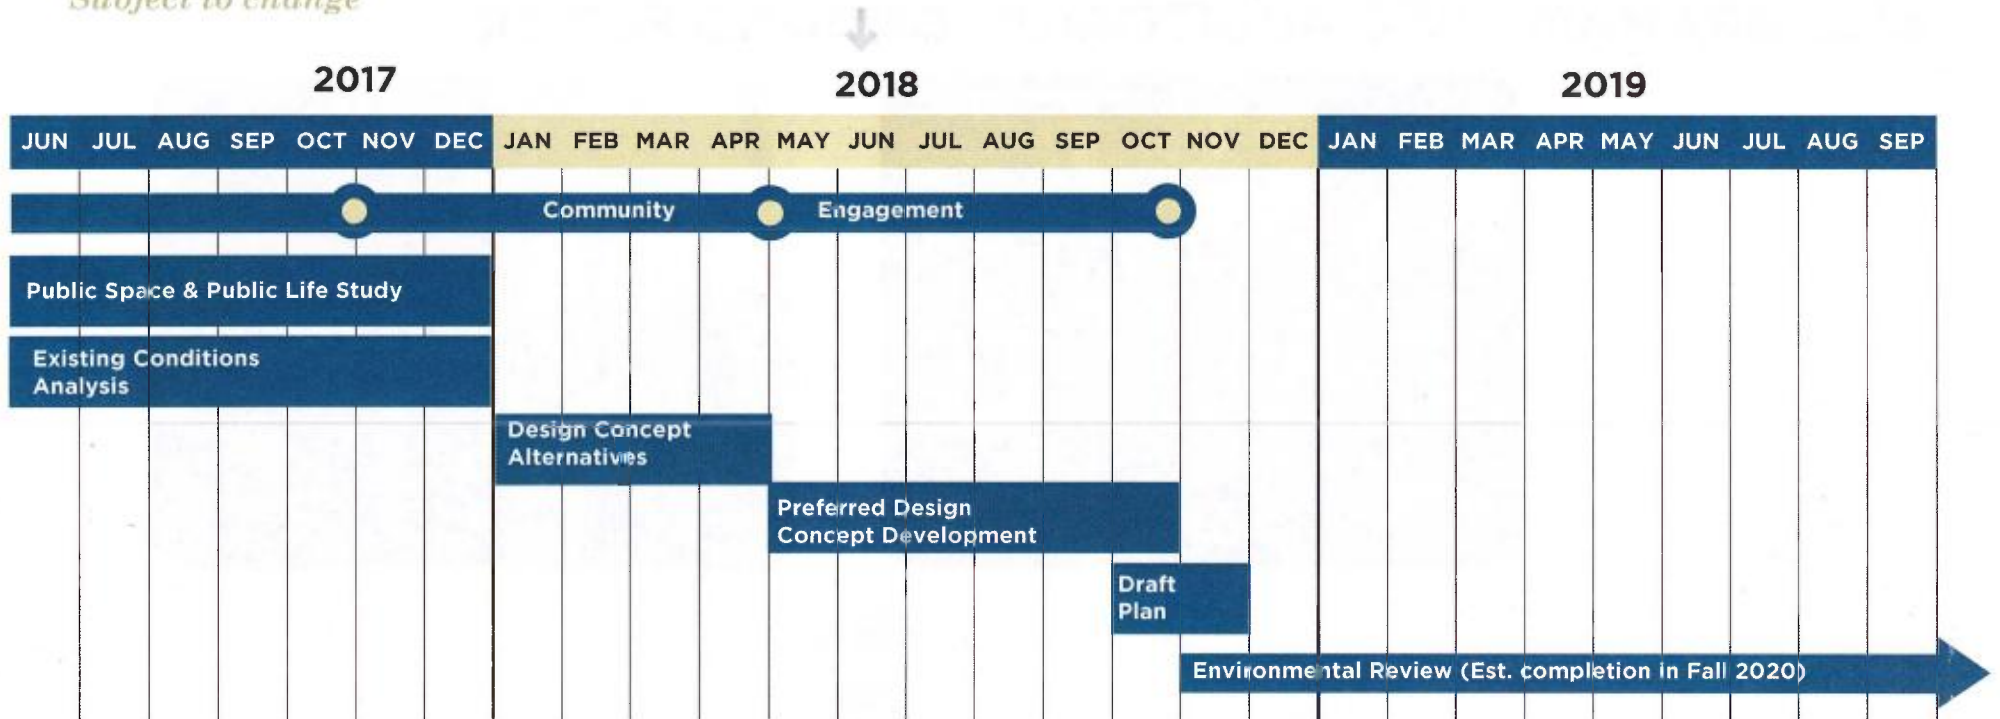 Subject to change
2017 2018 2019
JUN JUL AUG SEP OCT NOV DEC JAN FEB MAR APR MAY JUN JUL AUG SEP OCT NOV DEC JAN FEB MAR APR MAY JUN JUL AUG SEP
Community Engagement
Public Space & Public Life Study
Existing Conditions
Analysis
Design Concept
Alternatives
Preferred Design
Concept Development
Draft
Plan
Environmental Review (Est. completion in Fall 2020)